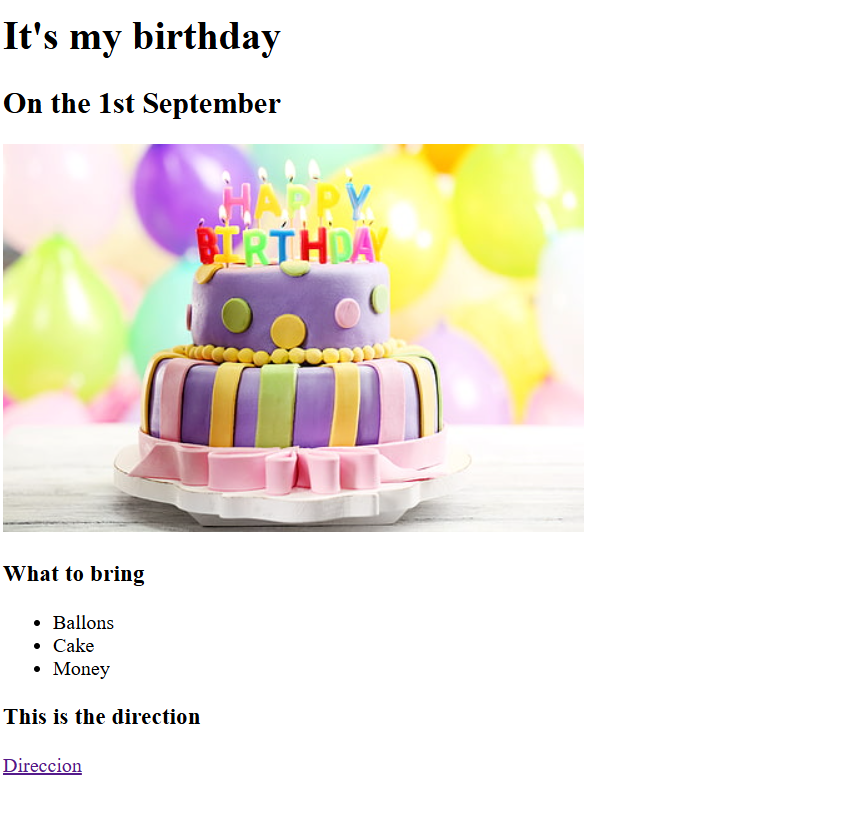 It's my birthday
On the 1st September
HAPPY
BIRTHDAY
What to bring
Ballons
Cake
Money
This is the direction
Direccion